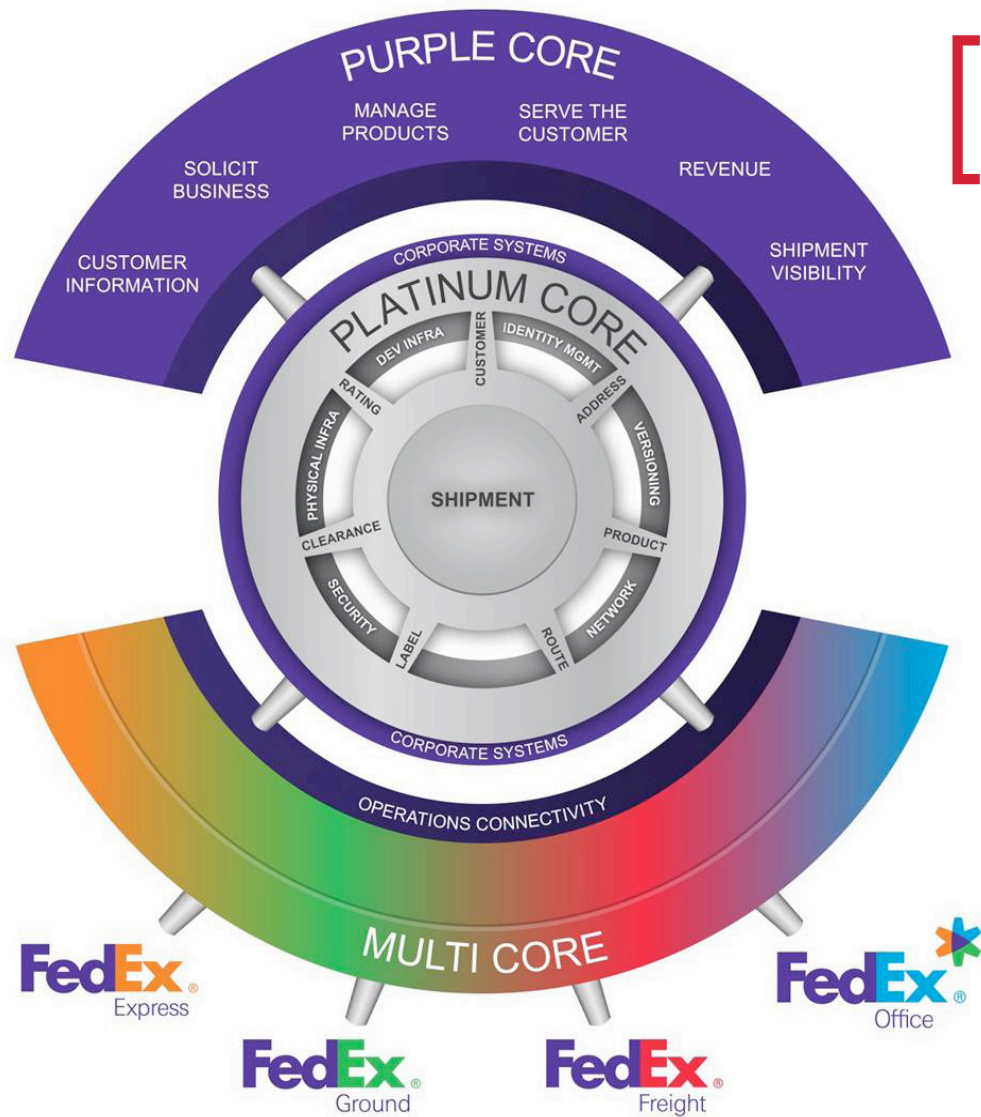 PURPLE CORE
MANAGE
PRODUCTS
SERVE THE
CUSTOMER
SOLICIT
BUSINESS
REVENUE
CUSTOMER
INFORMATION
SHIPMENT
VISIBILITY
CORPORATE SYSTEMS
PLATINUM CORE
DEV INFRA
CUSTOMER
IDENTITY MGMT
RATING
ADDRESS
PHYSICAL INFRA
VERSIONING
SHIPMENT
CLEARANCE
PRODUCT
SECURITY
NETWORK
LABEL
ROUTE
CORPORATE SYSTEMS
OPERATIONS CONNECTIVITY
MULTI CORE
FedEx®
Express
FedEx®
Office
FedEx®
Ground
FedEx®
Freight